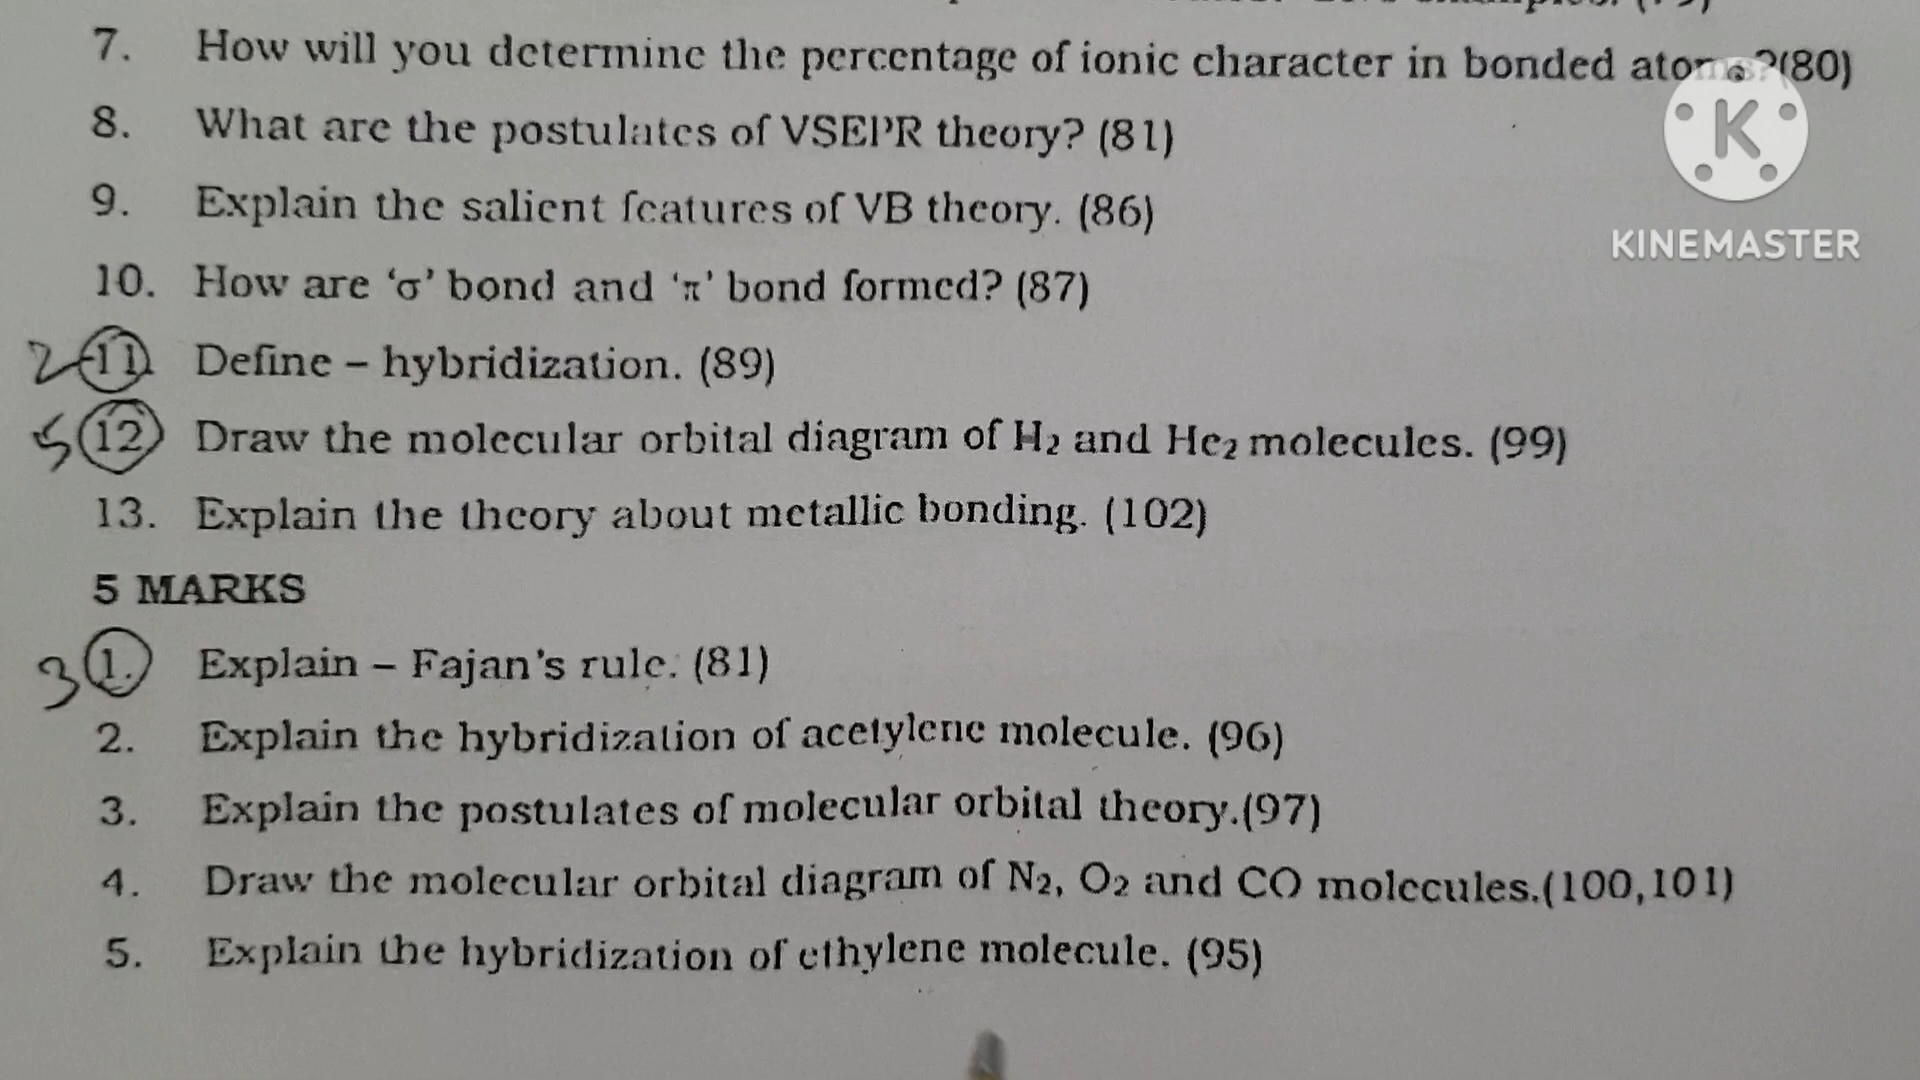 7. How will you determine the percentage of ionic character in bonded atoms?(80)
K
8. What are the postulates of VSEPR theory? (81)
9. Explain the salient features of VB theory. (86)
KINEMASTER
10. How are ‘σ’ bond and ‘π’ bond formed? (87)
2 11. Define – hybridization. (89)
5 12. Draw the molecular orbital diagram of H₂ and He₂ molecules. (99)
13. Explain the theory about metallic bonding. (102)
5 MARKS
3 1. Explain – Fajan's rule. (81)
2. Explain the hybridization of acetylene molecule. (96)
3. Explain the postulates of molecular orbital theory.(97)
4. Draw the molecular orbital diagram of N₂, O₂ and CO molecules.(100,101)
5. Explain the hybridization of ethylene molecule. (95)